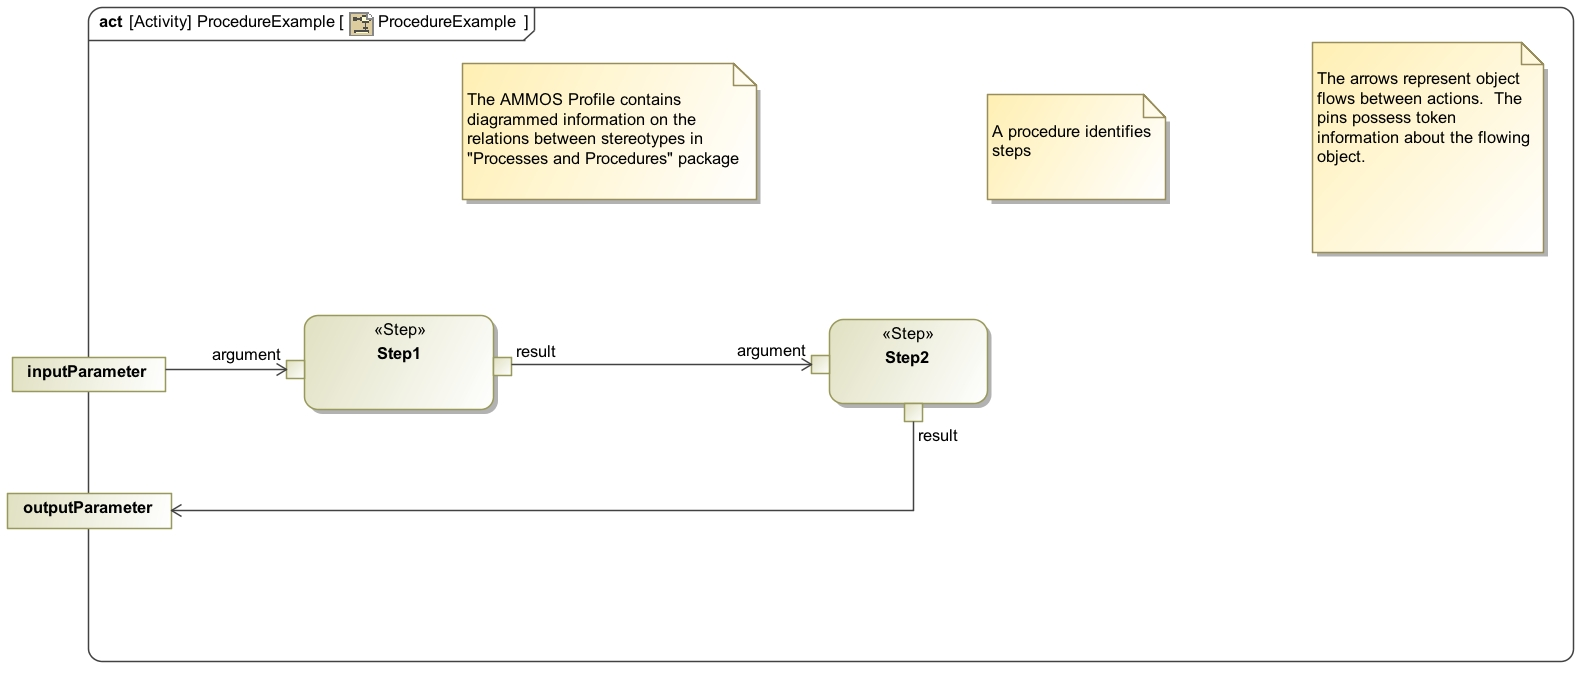 act [Activity] ProcedureExample [ ProcedureExample ]
The AMMOS Profile contains
diagrammed information on the
relations between stereotypes in
"Processes and Procedures" package
A procedure identifies
steps
The arrows represent object
flows between actions.  The
pins possess token
information about the flowing
object.
inputParameter
argument
«Step»
Step1
result
argument
«Step»
Step2
result
outputParameter